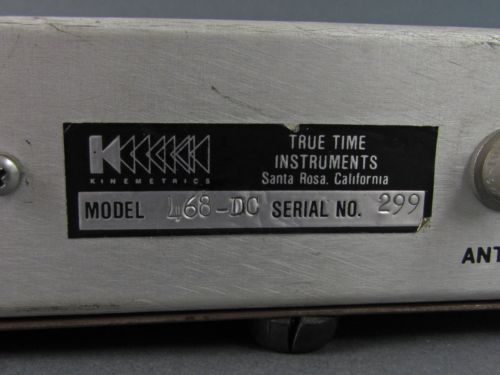 KINEMETRICS
TRUE TIME
INSTRUMENTS
Santa Rosa, California
MODEL 468-DC SERIAL NO. 299
ANT